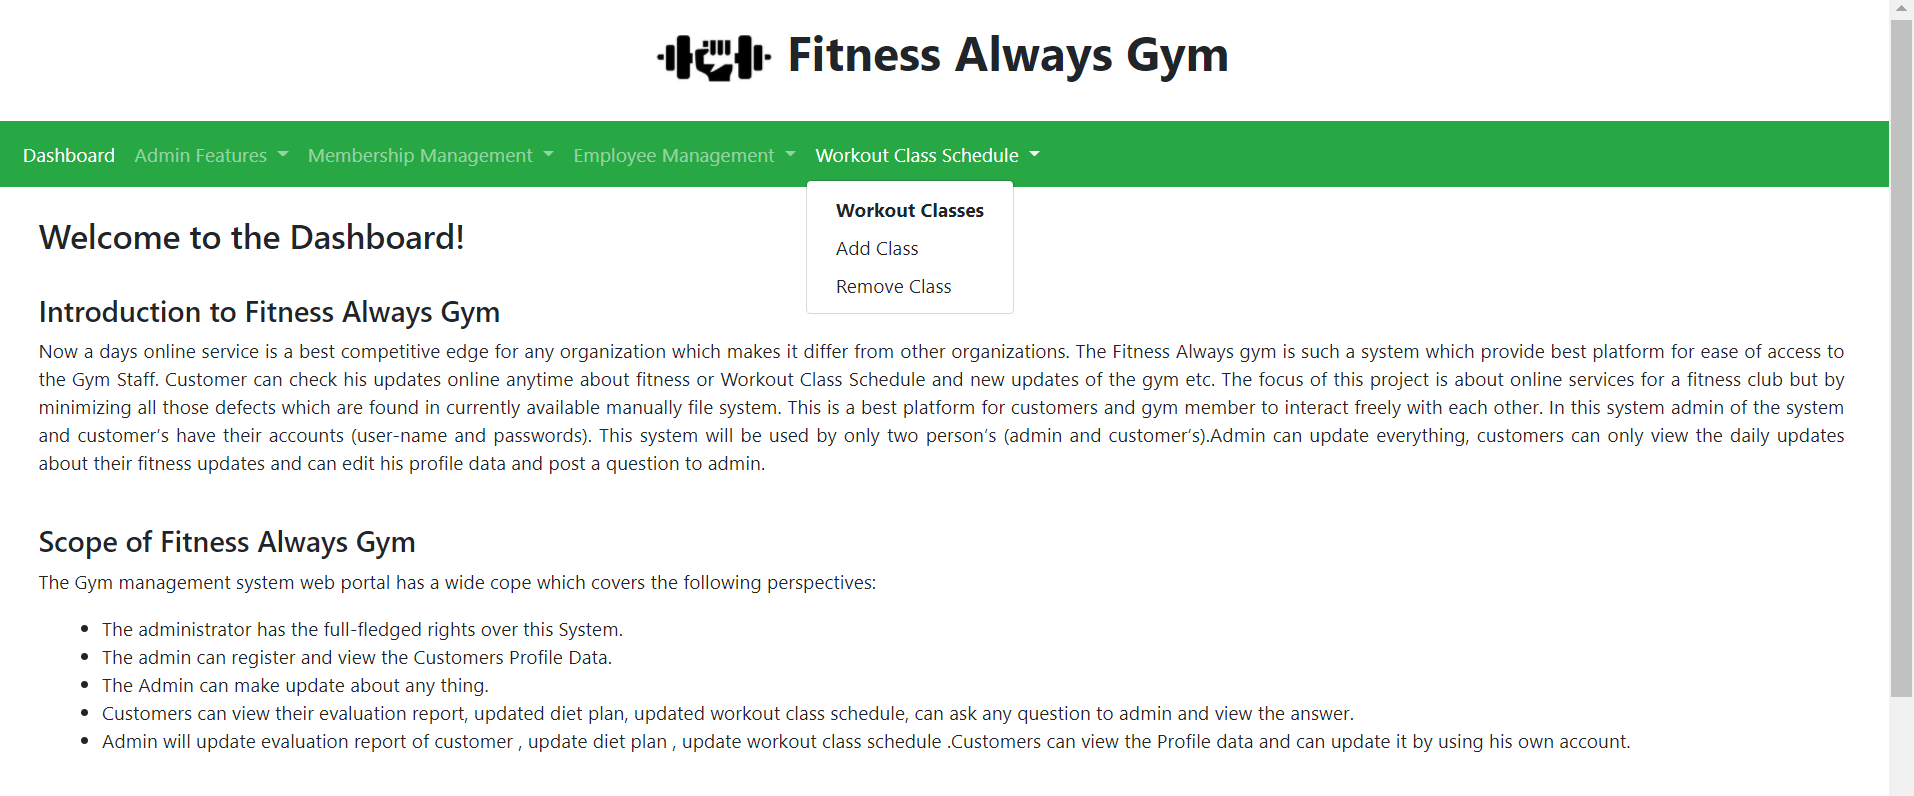 Fitness Always Gym
Dashboard Admin Features Membership Management Employee Management Workout Class Schedule
Workout Classes
Add Class
Remove Class
Welcome to the Dashboard!
Introduction to Fitness Always Gym
Now a days online service is a best competitive edge for any organization which makes it differ from other organizations. The Fitness Always gym is such a system which provide best platform for ease of access to
the Gym Staff. Customer can check his updates online anytime about fitness or Workout Class Schedule and new updates of the gym etc. The focus of this project is about online services for a fitness club but by
minimizing all those defects which are found in currently available manually file system. This is a best platform for customers and gym member to interact freely with each other. In this system admin of the system
and customer’s have their accounts (user-name and passwords). This system will be used by only two person’s (admin and customer’s).Admin can update everything, customers can only view the daily updates
about their fitness updates and can edit his profile data and post a question to admin.
Scope of Fitness Always Gym
The Gym management system web portal has a wide cope which covers the following perspectives:
• The administrator has the full-fledged rights over this System.
• The admin can register and view the Customers Profile Data.
• The Admin can make update about any thing.
• Customers can view their evaluation report, updated diet plan, updated workout class schedule, can ask any question to admin and view the answer.
• Admin will update evaluation report of customer , update diet plan , update workout class schedule .Customers can view the Profile data and can update it by using his own account.